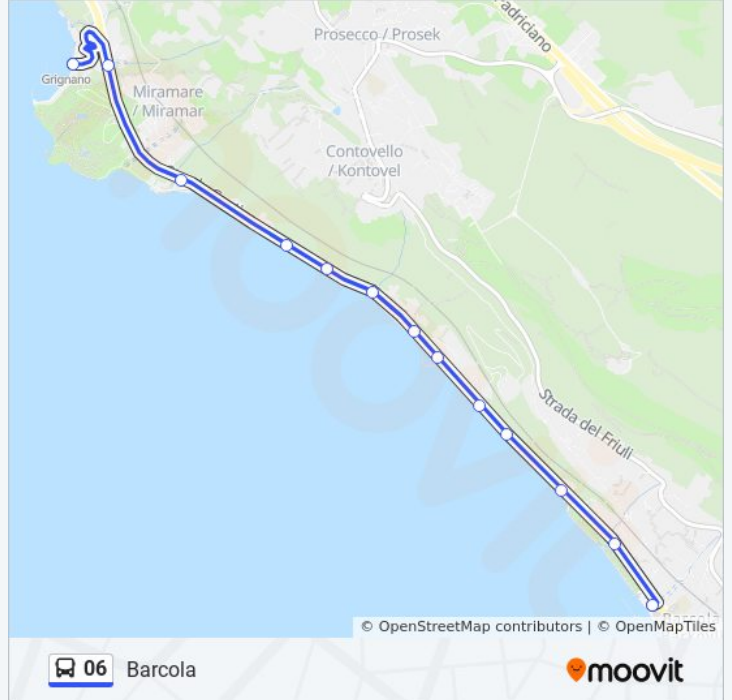 adriciano
Prosecco / Prosek
Grignano
Miramare
/ Miramar
Contovello
/ Kontovel
Strada del Friuli
© OpenStreetMap contributors | © OpenMapTiles
06 Barcola
moovit